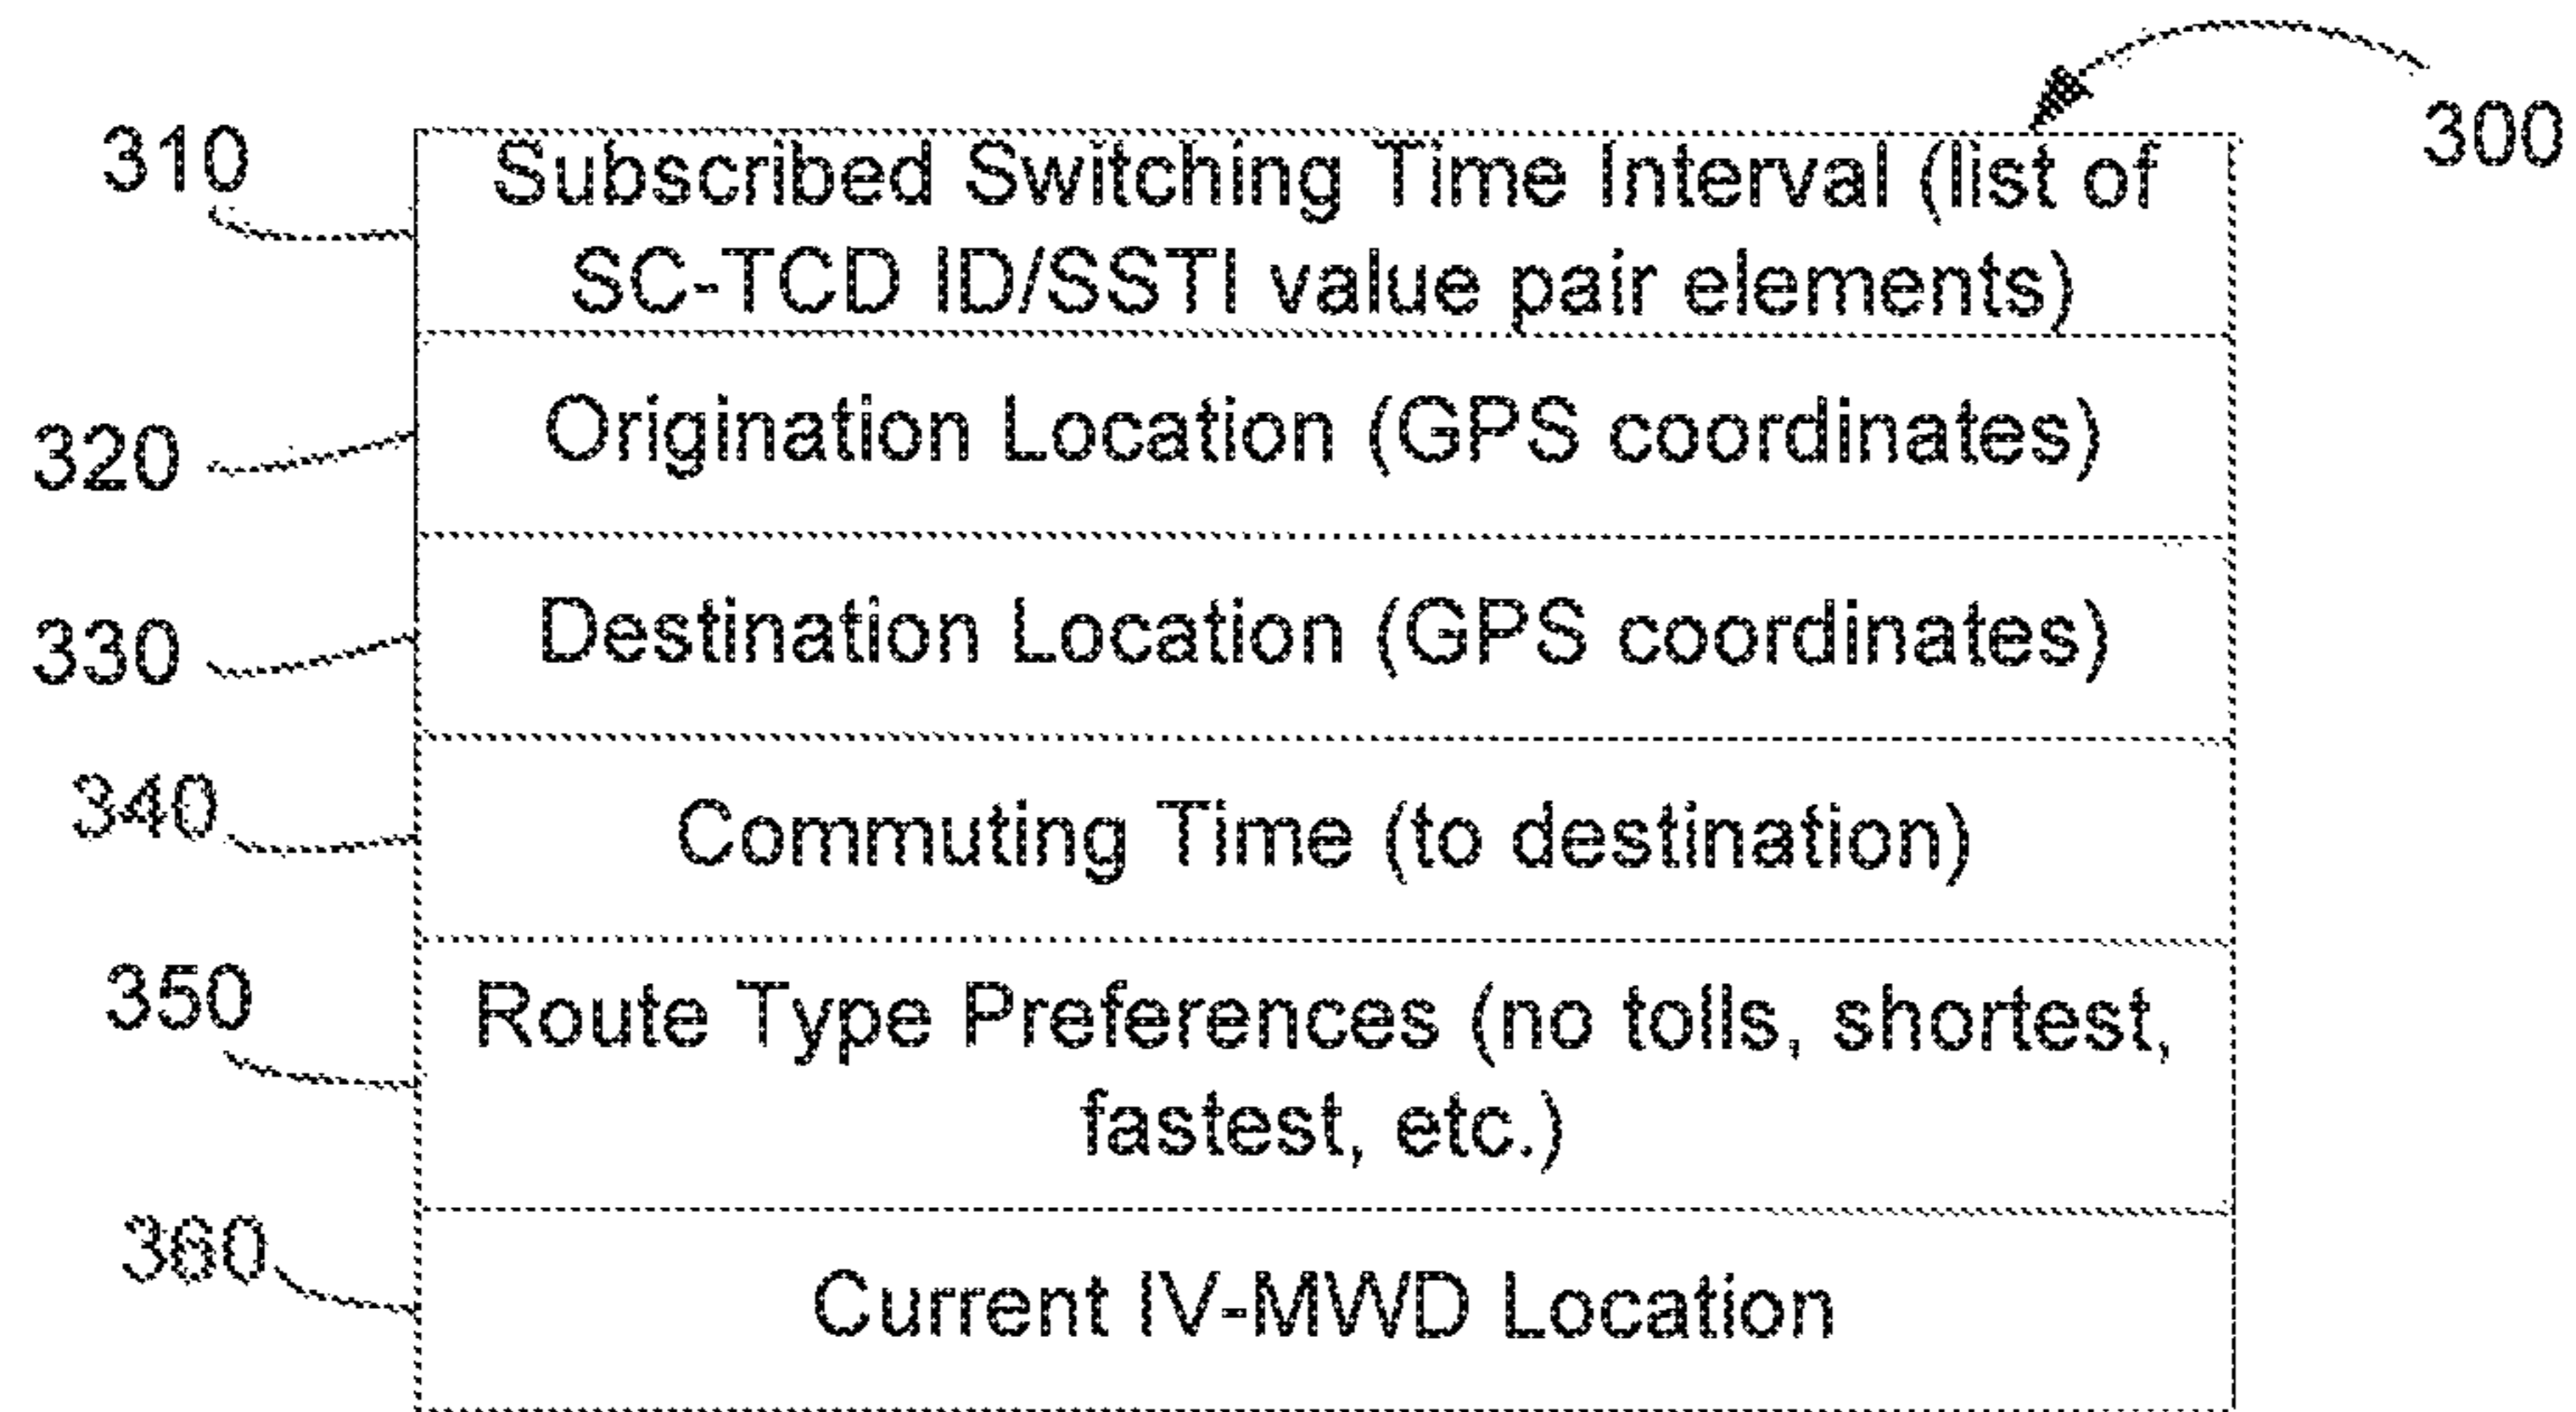 300
310
Subscribed Switching Time Interval (list of
SC-TCD ID/SSTI value pair elements)
320
Origination Location (GPS coordinates)
330
Destination Location (GPS coordinates)
340
Commuting Time (to destination)
350
Route Type Preferences (no tolls, shortest,
fastest, etc.)
360
Current IV-MWD Location